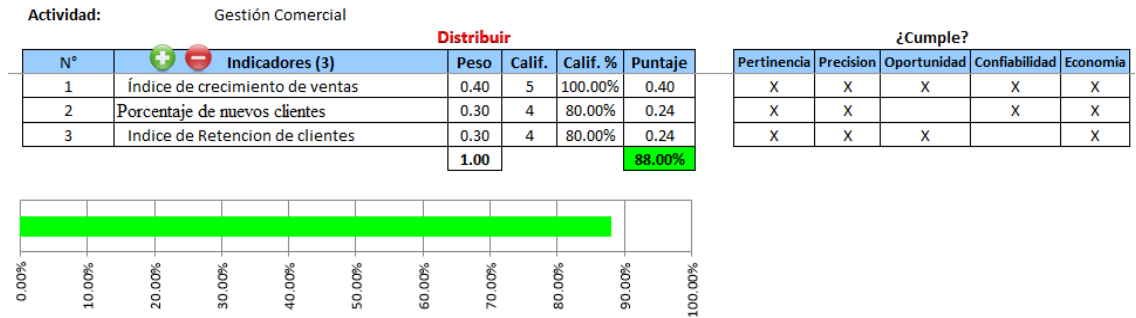 Actividad: Gestión Comercial
Distribuir ¿Cumple?
N° Indicadores (3) Peso Calif. Calif. % Puntaje Pertinencia Precision Oportunidad Confiabilidad Economia
1 Índice de crecimiento de ventas 0.40 5 100.00% 0.40 X X X X X
2 Porcentaje de nuevos clientes 0.30 4 80.00% 0.24 X X X X
3 Indice de Retencion de clientes 0.30 4 80.00% 0.24 X X X X
1.00 88.00%
0.00% 10.00% 20.00% 30.00% 40.00% 50.00% 60.00% 70.00% 80.00% 90.00% 100.00%